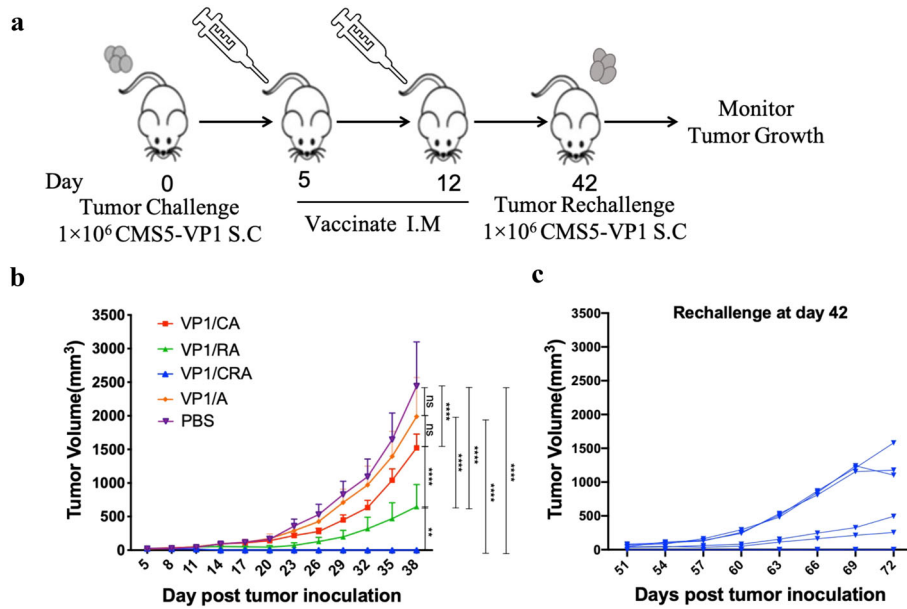 a
Monitor
Tumor Growth
Day 0 5 12 42
Tumor Challenge
1×10⁶ CMS5-VP1 S.C
Vaccinate I.M
Tumor Rechallenge
1×10⁶ CMS5-VP1 S.C
b
Tumor Volume(mm³)
3500
3000
2500
2000
1500
1000
500
0
VP1/CA
VP1/RA
VP1/CRA
VP1/A
PBS
ns
ns
****
**
****
****
****
****
****
5 8 11 14 17 20 23 26 29 32 35 38
Day post tumor inoculation
c
Rechallenge at day 42
Tumor Volume(mm³)
3500
3000
2500
2000
1500
1000
500
0
51 54 57 60 63 66 69 72
Days post tumor inoculation